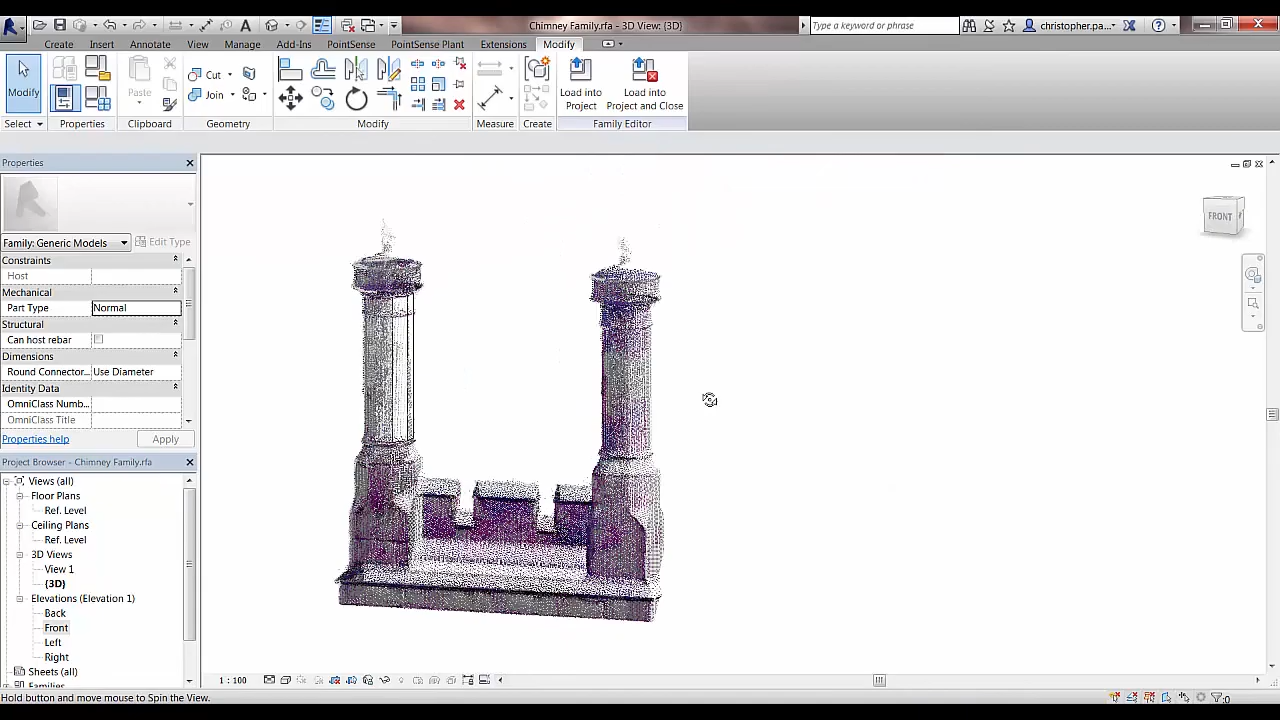 Chimney Family.rfa - 3D View: {3D}
Type a keyword or phrase
christopher.pa...
Create Insert Annotate View Manage Add-Ins PointSense PointSense Plant Extensions Modify
Modify
Paste
Cut
Join
Load into
Project
Load into
Project and Close
Select Properties Clipboard Geometry Modify Measure Create Family Editor
Properties
Family: Generic Models
Edit Type
Constraints
Host
Mechanical
Part Type Normal
Structural
Can host rebar
Dimensions
Round Connector... Use Diameter
Identity Data
OmniClass Numb...
OmniClass Title
Properties help
Apply
Project Browser - Chimney Family.rfa
Views (all)
Floor Plans
Ref. Level
Ceiling Plans
Ref. Level
3D Views
View 1
{3D}
Elevations (Elevation 1)
Back
Front
Left
Right
Sheets (all)
Families
FRONT
1 : 100
Hold button and move mouse to Spin the View.
:0